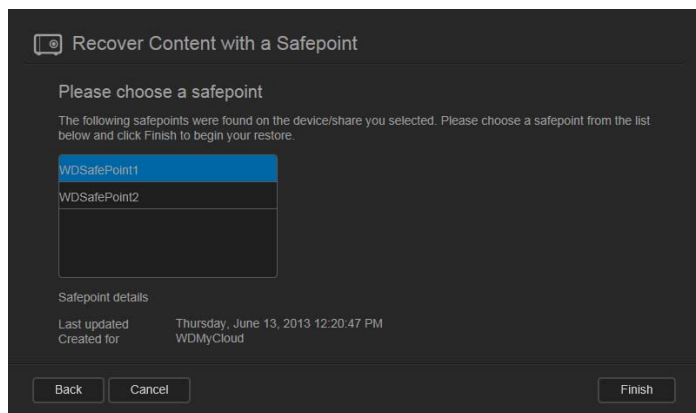 Recover Content with a Safepoint
Please choose a safepoint
The following safepoints were found on the device/share you selected. Please choose a safepoint from the list
below and click Finish to begin your restore.
WDSafePoint1
WDSafePoint2
Safepoint details
Last updated Thursday, June 13, 2013 12:20:47 PM
Created for WDMyCloud
Back Cancel Finish